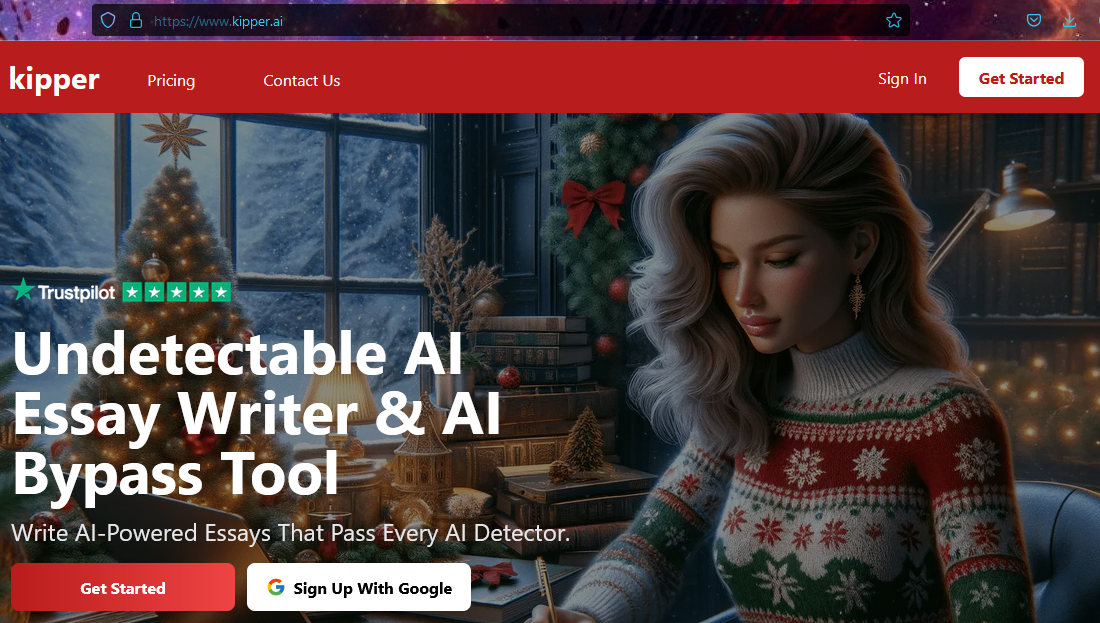 https://www.kipper.ai
kipper
Pricing
Contact Us
Sign In
Get Started
Trustpilot
Undetectable AI
Essay Writer & AI
Bypass Tool
Write AI-Powered Essays That Pass Every AI Detector.
Get Started
Sign Up With Google